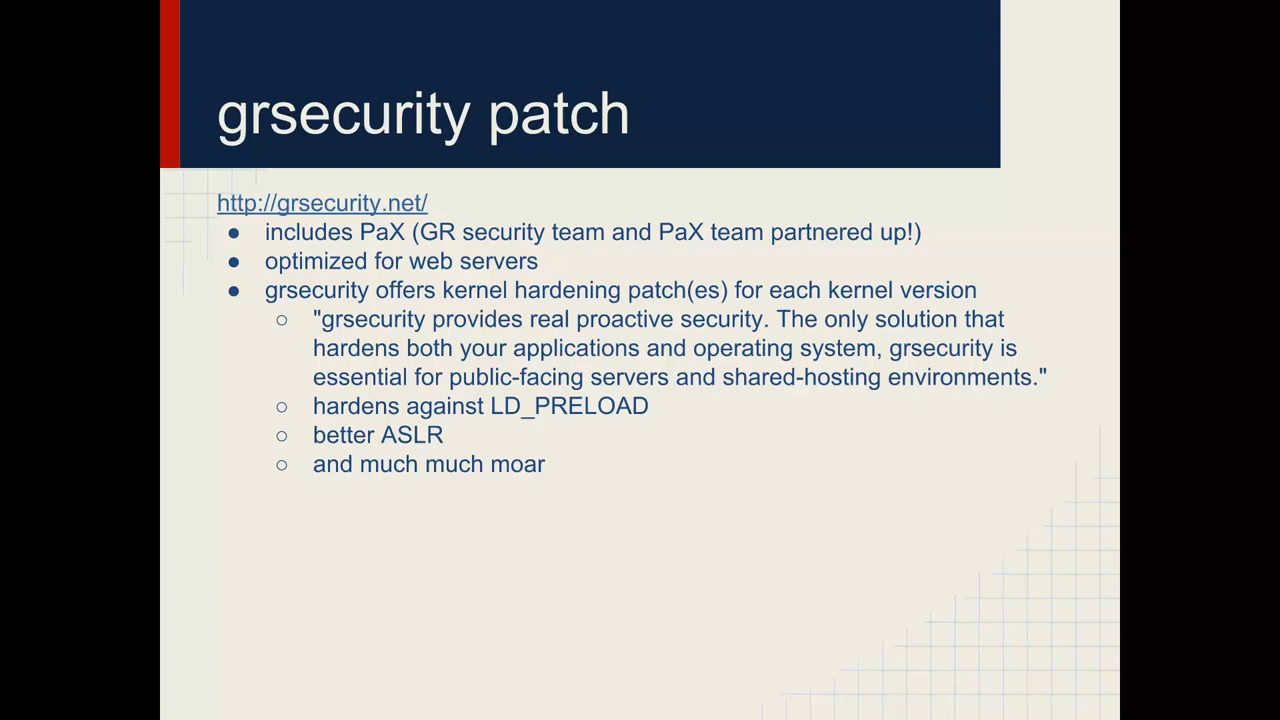 grsecurity patch
http://grsecurity.net/
● includes PaX (GR security team and PaX team partnered up!)
● optimized for web servers
● grsecurity offers kernel hardening patch(es) for each kernel version
○ "grsecurity provides real proactive security. The only solution that
hardens both your applications and operating system, grsecurity is
essential for public-facing servers and shared-hosting environments."
○ hardens against LD_PRELOAD
○ better ASLR
○ and much much moar